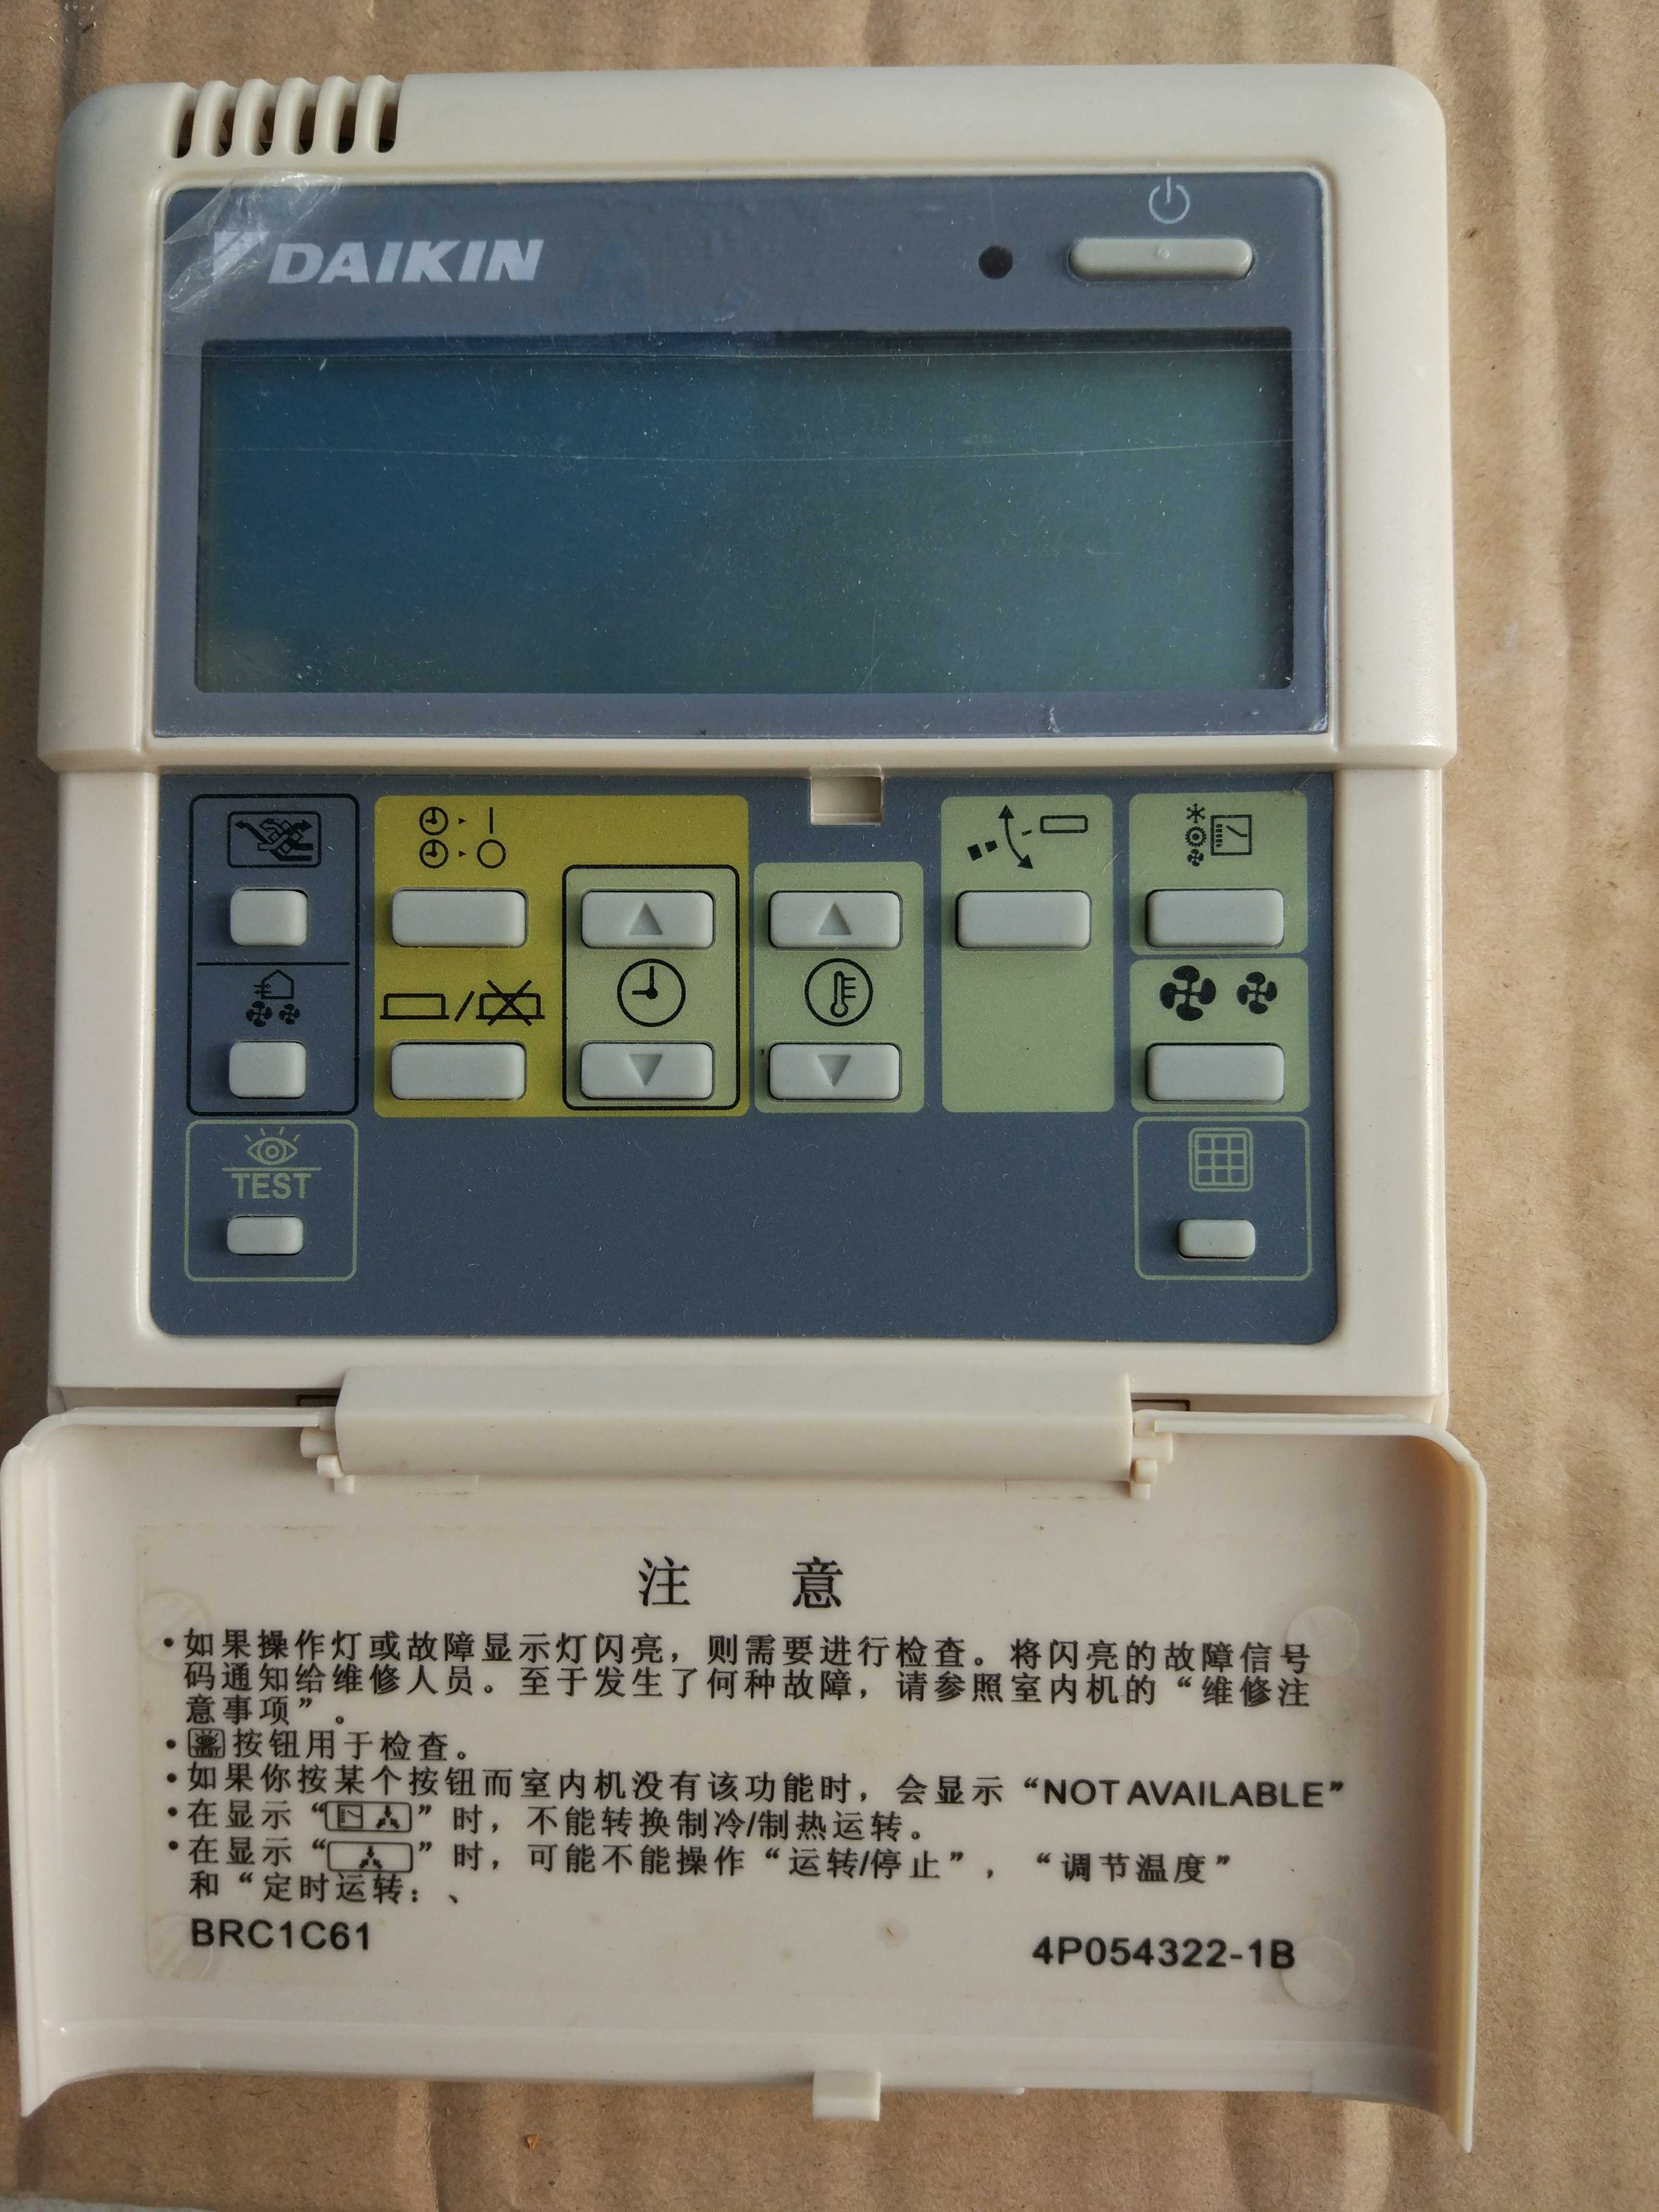 DAIKIN
TEST
注 意
•如果操作灯或故障显示灯闪亮，则需要进行检查。将闪亮的故障信号
码通知给维修人员。至于发生了何种故障，请参照室内机的“维修注
意事项”。
•按钮用于检查。
•如果你按某个按钮而室内机没有该功能时，会显示“NOT AVAILABLE”
•在显示“ ”时，不能转换制冷/制热运转。
•在显示“ ”时，可能不能操作“运转/停止”，“调节温度”
和“定时运转：、
BRC1C61
4P054322-1B